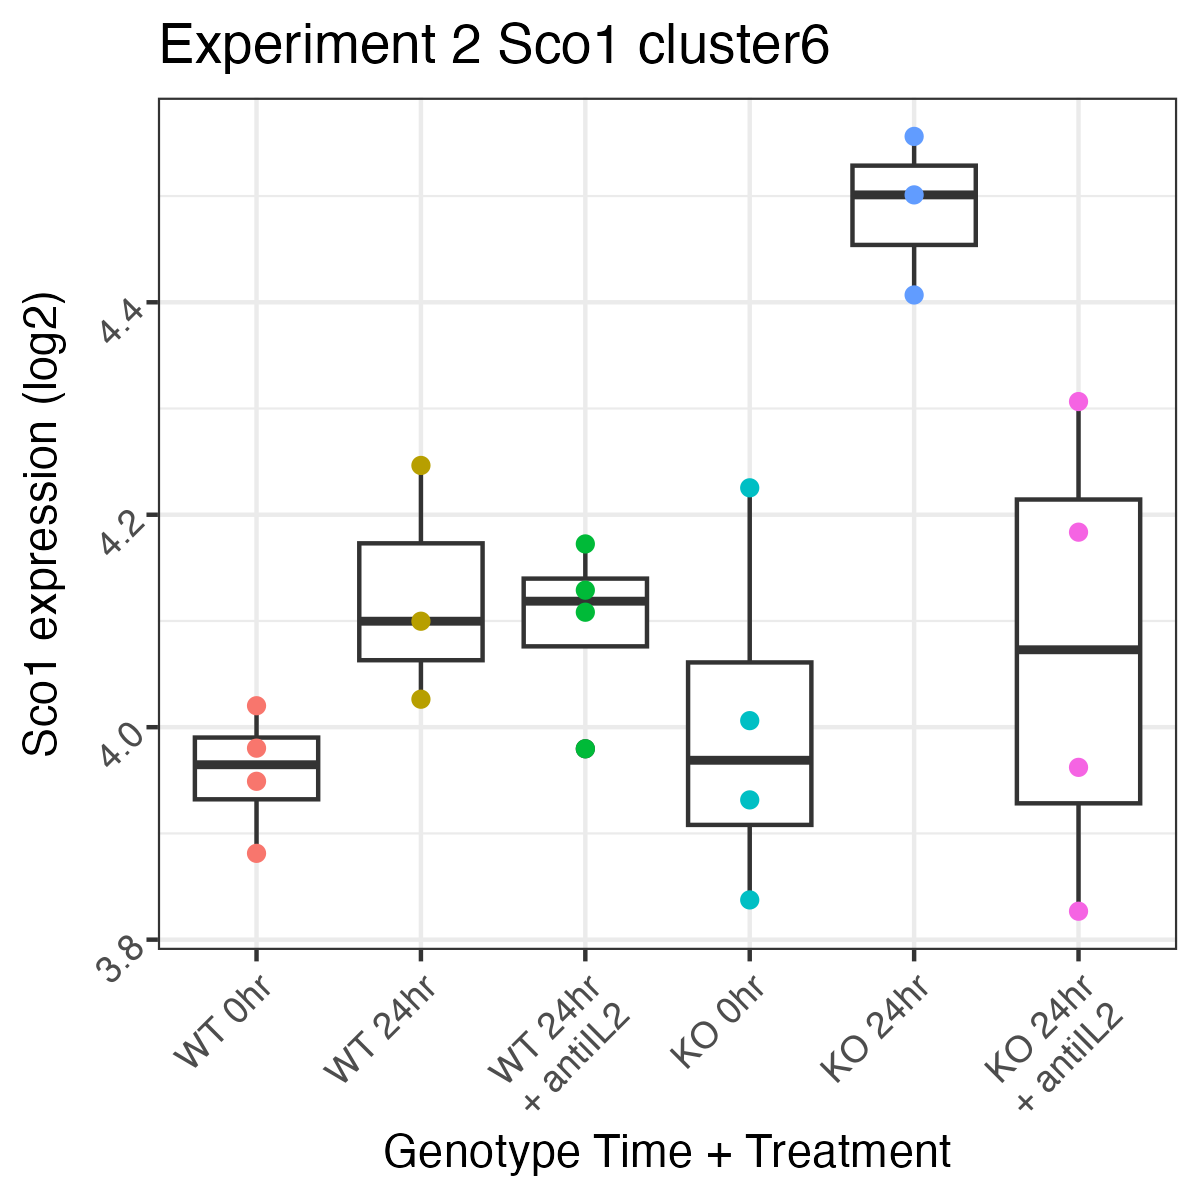 Experiment 2 Sco1 cluster6
Sco1 expression (log2)
4.4
4.2
4.0
3.8
WT 0hr
WT 24hr
WT 24hr
+ antiIL2
KO 0hr
KO 24hr
KO 24hr
+ antiIL2
Genotype Time + Treatment